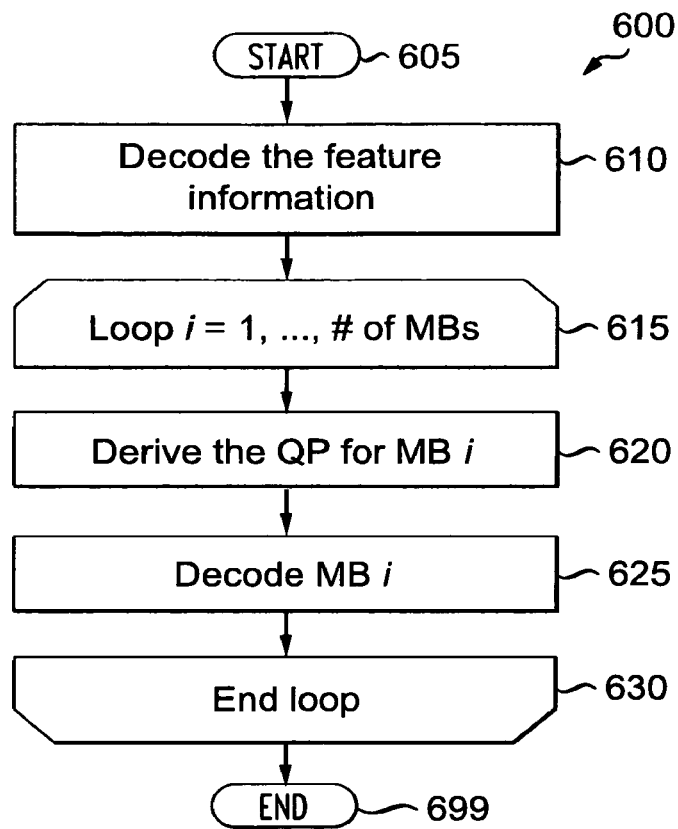 600
START
605
Decode the feature
information
610
Loop i = 1, ..., # of MBs
615
Derive the QP for MB i
620
Decode MB i
625
End loop
630
END
699